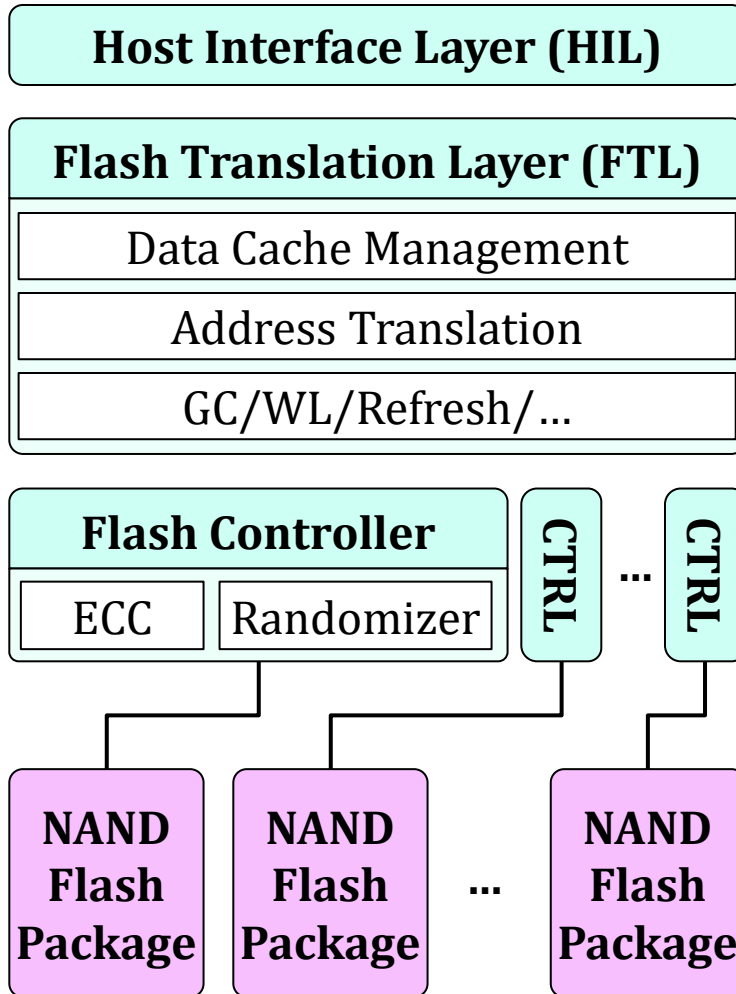 Host Interface Layer (HIL)
Flash Translation Layer (FTL)
Data Cache Management
Address Translation
GC/WL/Refresh/...
Flash Controller
ECC
Randomizer
CTRL
...
CTRL
NAND
Flash
Package
NAND
Flash
Package
...
NAND
Flash
Package